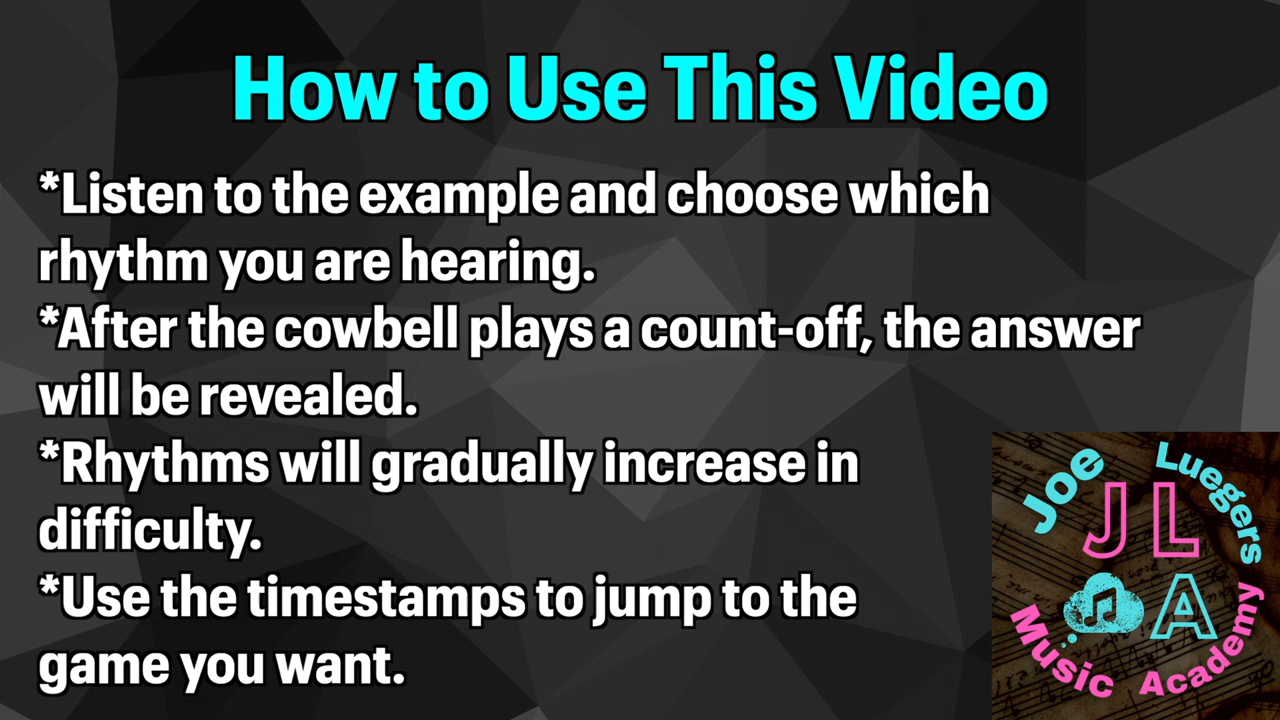 How to Use This Video
*Listen to the example and choose which
rhythm you are hearing.
*After the cowbell plays a count-off, the answer
will be revealed.
*Rhythms will gradually increase in
difficulty.
*Use the timestamps to jump to the
game you want.
Joe Luegers
JL
A
Music Academy